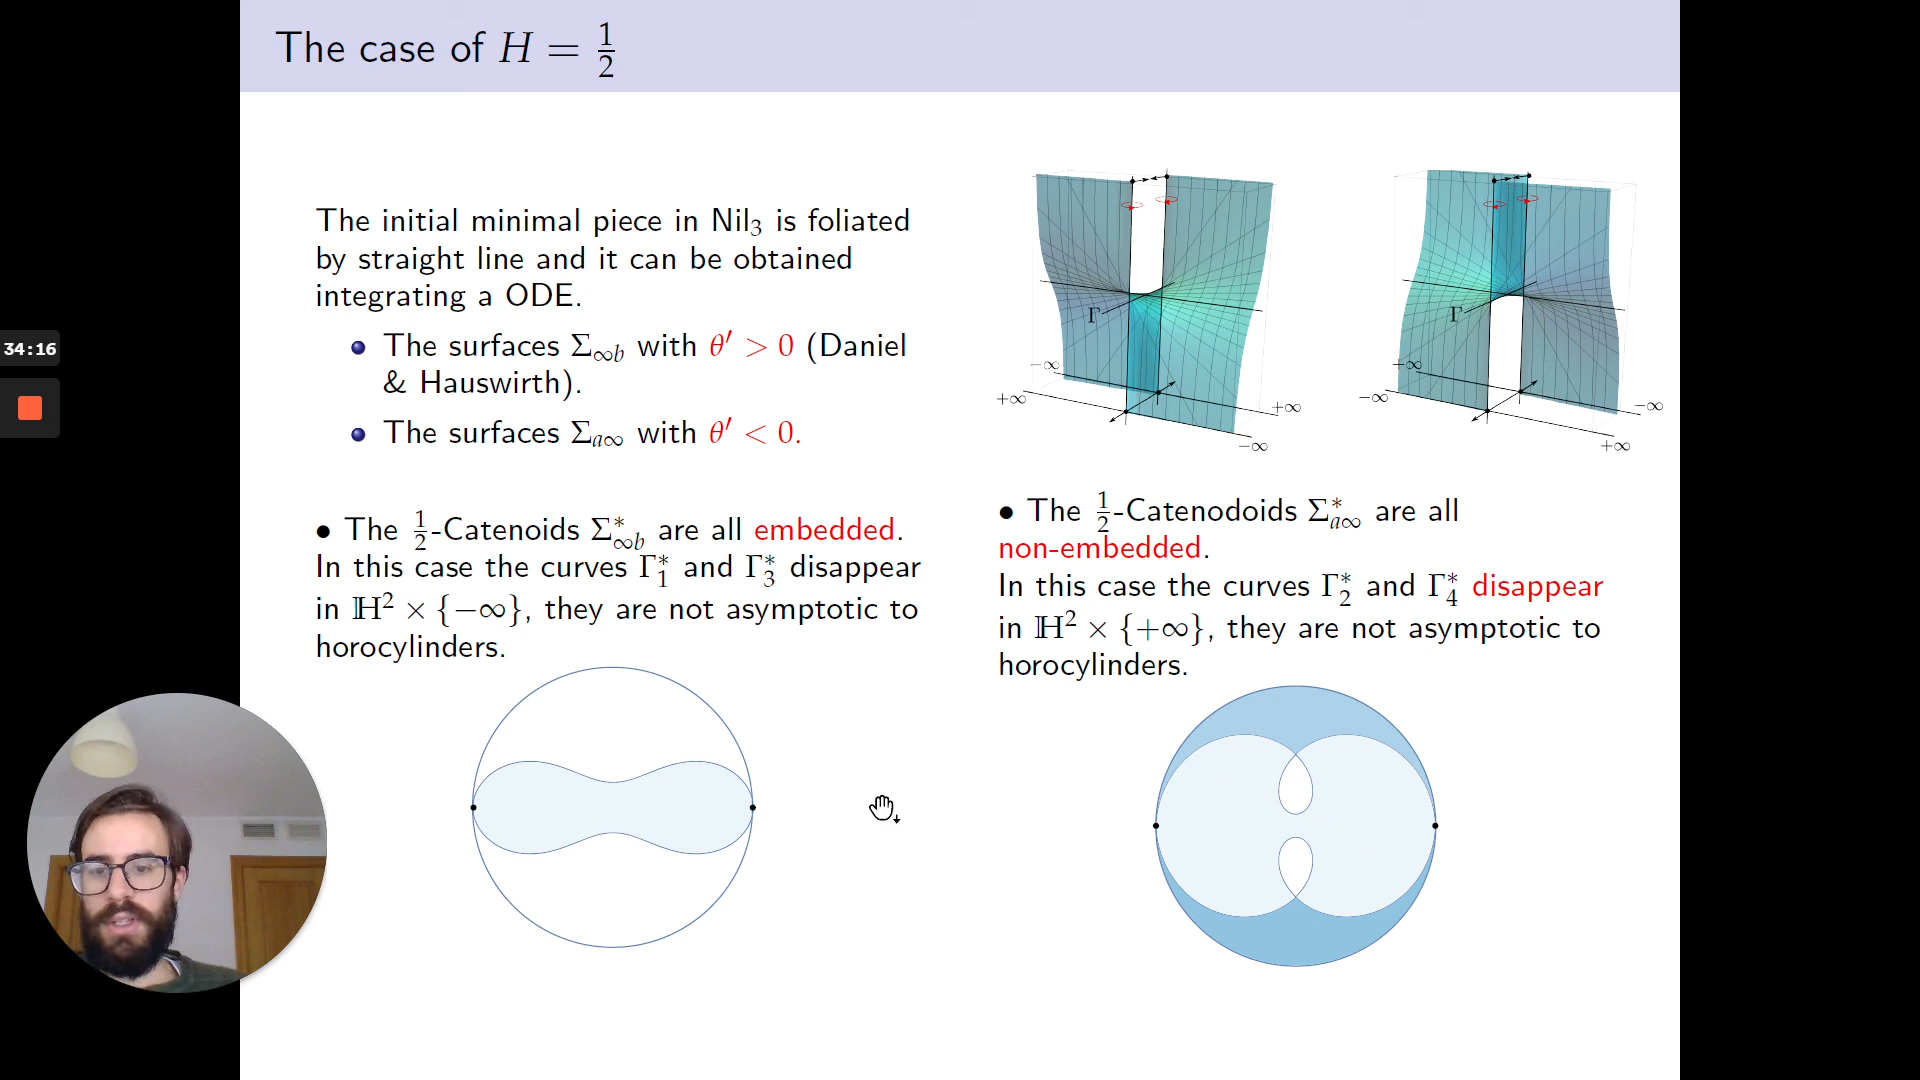 The case of H = 1/2
The initial minimal piece in Nil₃ is foliated
by straight line and it can be obtained
integrating a ODE.
The surfaces Σ∞b with θ′ > 0 (Daniel
& Hauswirth).
The surfaces Σa∞ with θ′ < 0.
• The 1/2-Catenoids Σ*∞b are all embedded.
In this case the curves Γ*₁ and Γ*₃ disappear
in ℍ² × {−∞}, they are not asymptotic to
horocylinders.
Γ
−∞
+∞
+∞
−∞
Γ
+∞
−∞
−∞
+∞
• The 1/2-Catenodoids Σ*a∞ are all
non-embedded.
In this case the curves Γ*₂ and Γ*₄ disappear
in ℍ² × {+∞}, they are not asymptotic to
horocylinders.
34:16